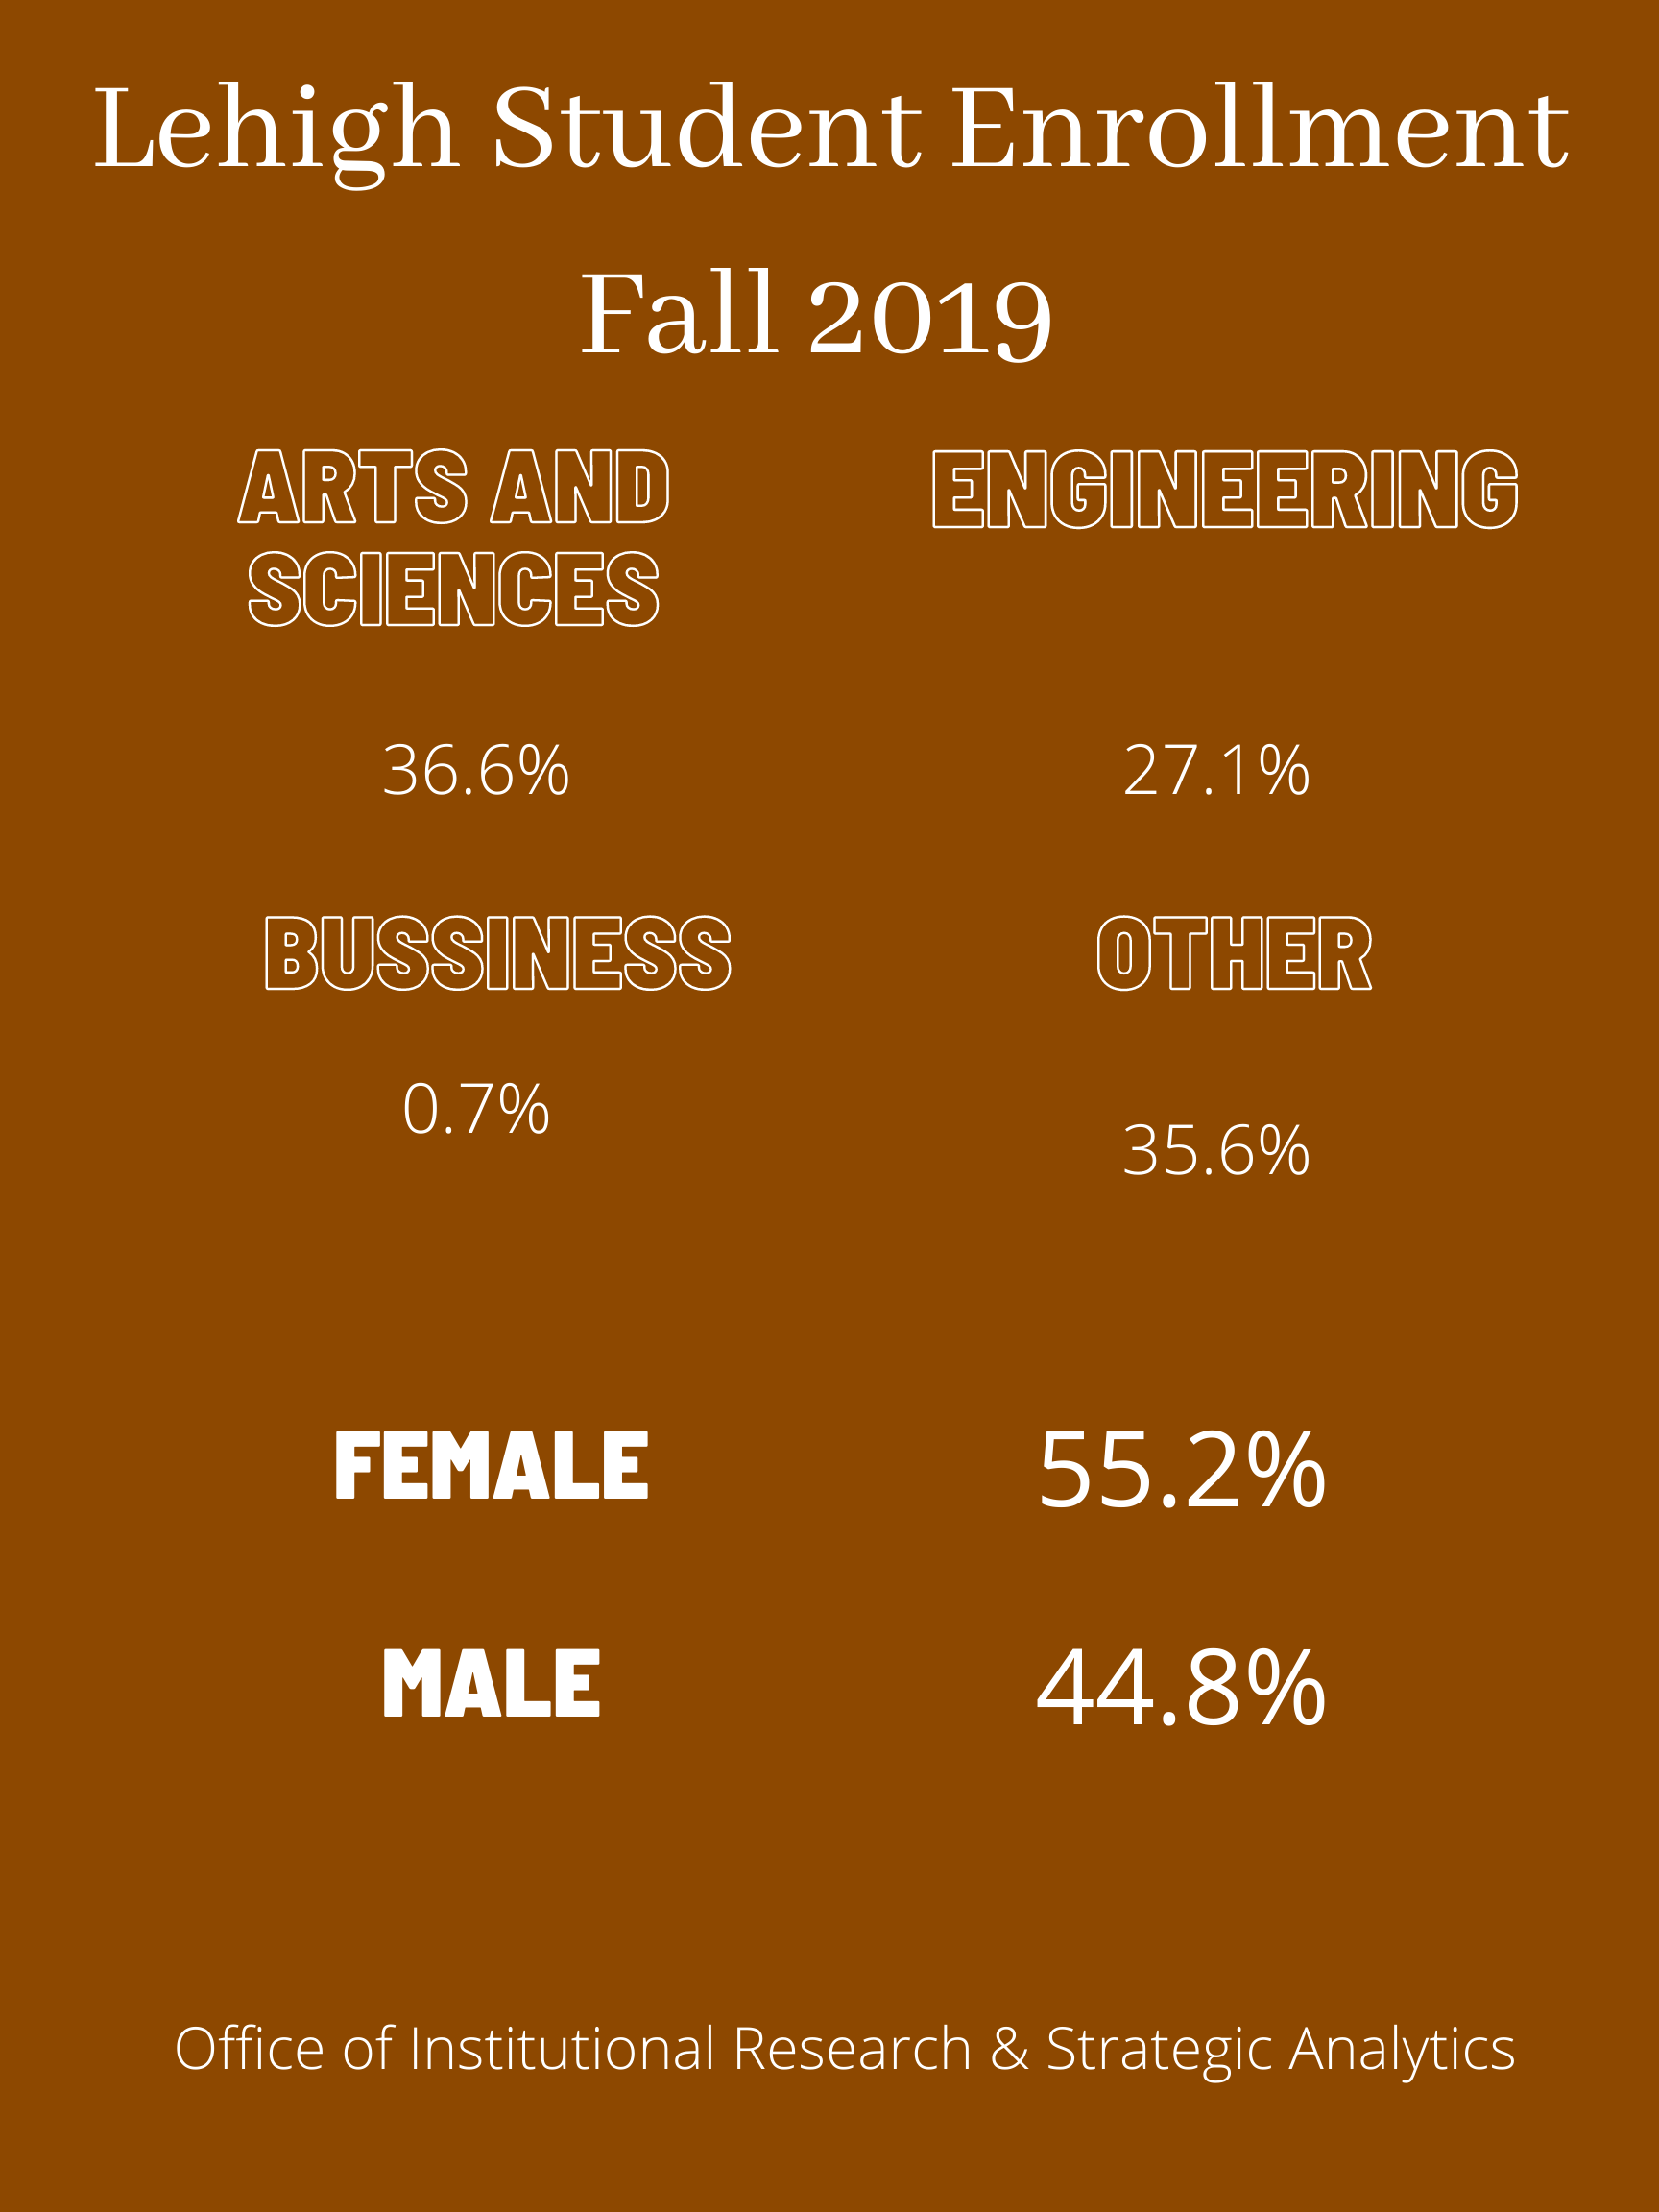 Lehigh Student Enrollment
Fall 2019
ARTS AND
SCIENCES
36.6%
ENGINEERING
27.1%
BUSSINESS
0.7%
OTHER
35.6%
FEMALE 55.2%
MALE 44.8%
Office of Institutional Research & Strategic Analytics